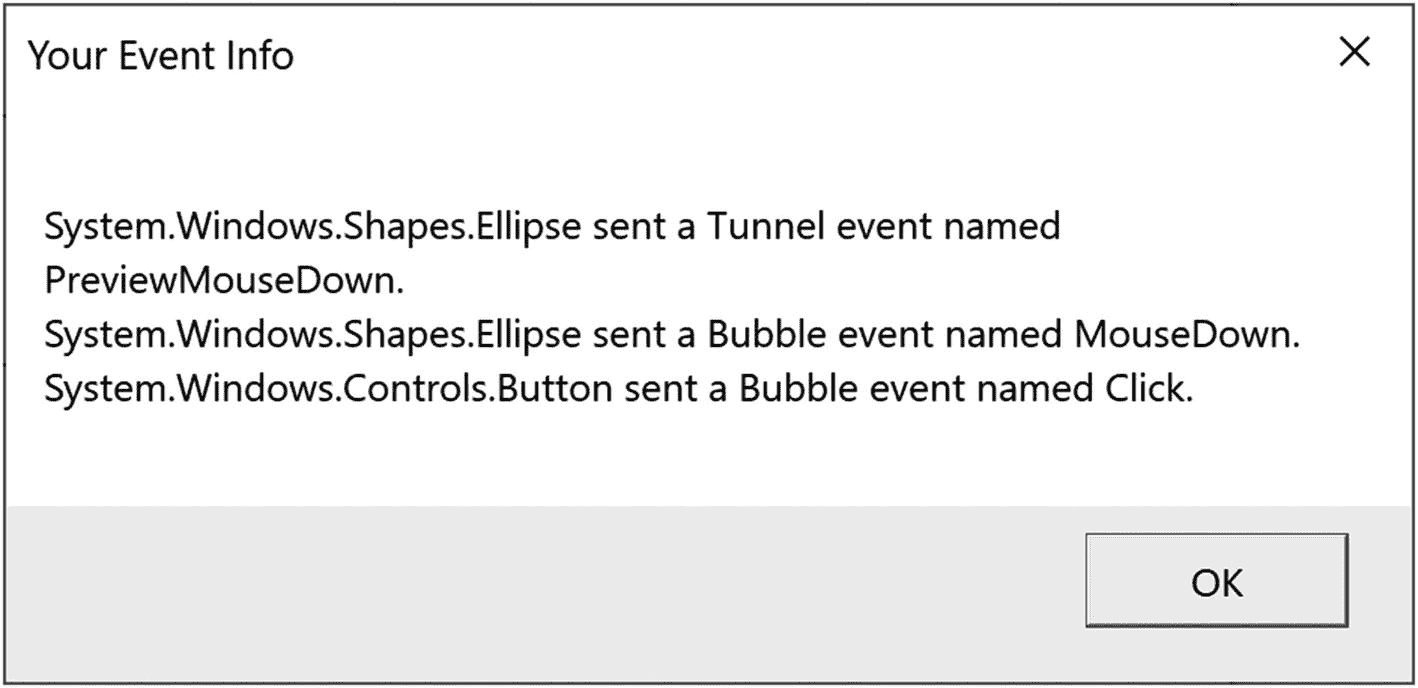 Your Event Info
System.Windows.Shapes.Ellipse sent a Tunnel event named
PreviewMouseDown.
System.Windows.Shapes.Ellipse sent a Bubble event named MouseDown.
System.Windows.Controls.Button sent a Bubble event named Click.
OK